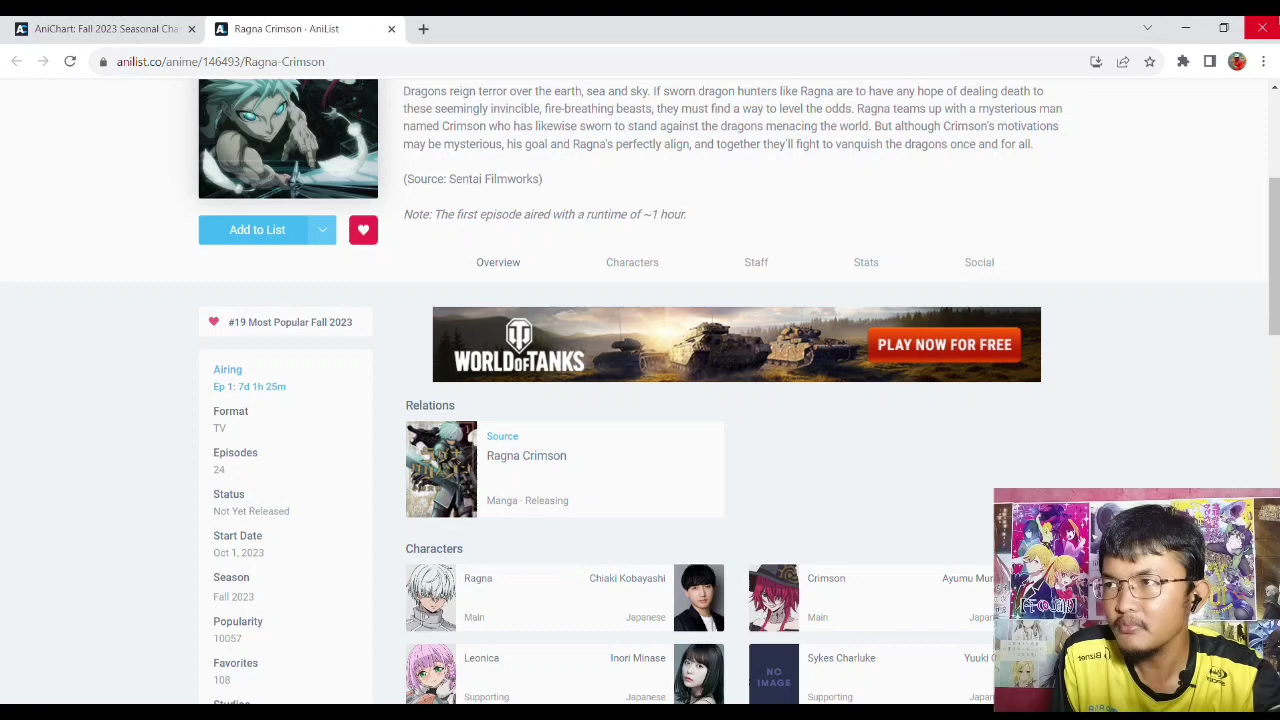 AniChart: Fall 2023 Seasonal Cha
Ragna Crimson · AniList
anilist.co/anime/146493/Ragna-Crimson
Dragons reign terror over the earth, sea and sky. If sworn dragon hunters like Ragna are to have any hope of dealing death to
these seemingly invincible, fire-breathing beasts, they must find a way to level the odds. Ragna teams up with a mysterious man
named Crimson who has likewise sworn to stand against the dragons menacing the world. But although Crimson's motivations
may be mysterious, his goal and Ragna's perfectly align, and together they'll fight to vanquish the dragons once and for all.
(Source: Sentai Filmworks)
Note: The first episode aired with a runtime of ~1 hour.
Add to List
Overview
Characters
Staff
Stats
Social
#19 Most Popular Fall 2023
WORLD OF TANKS
PLAY NOW FOR FREE
Airing
Ep 1: 7d 1h 25m
Format
TV
Episodes
24
Status
Not Yet Released
Start Date
Oct 1, 2023
Season
Fall 2023
Popularity
10057
Favorites
108
Relations
Source
Ragna Crimson
Manga · Releasing
Characters
Ragna
Chiaki Kobayashi
Main
Japanese
Crimson
Ayumu Mur
Main
Japan
Leonica
Inori Minase
Supporting
Japanese
NO
IMAGE
Sykes Charluke
Yuuki
Supporting
Japan